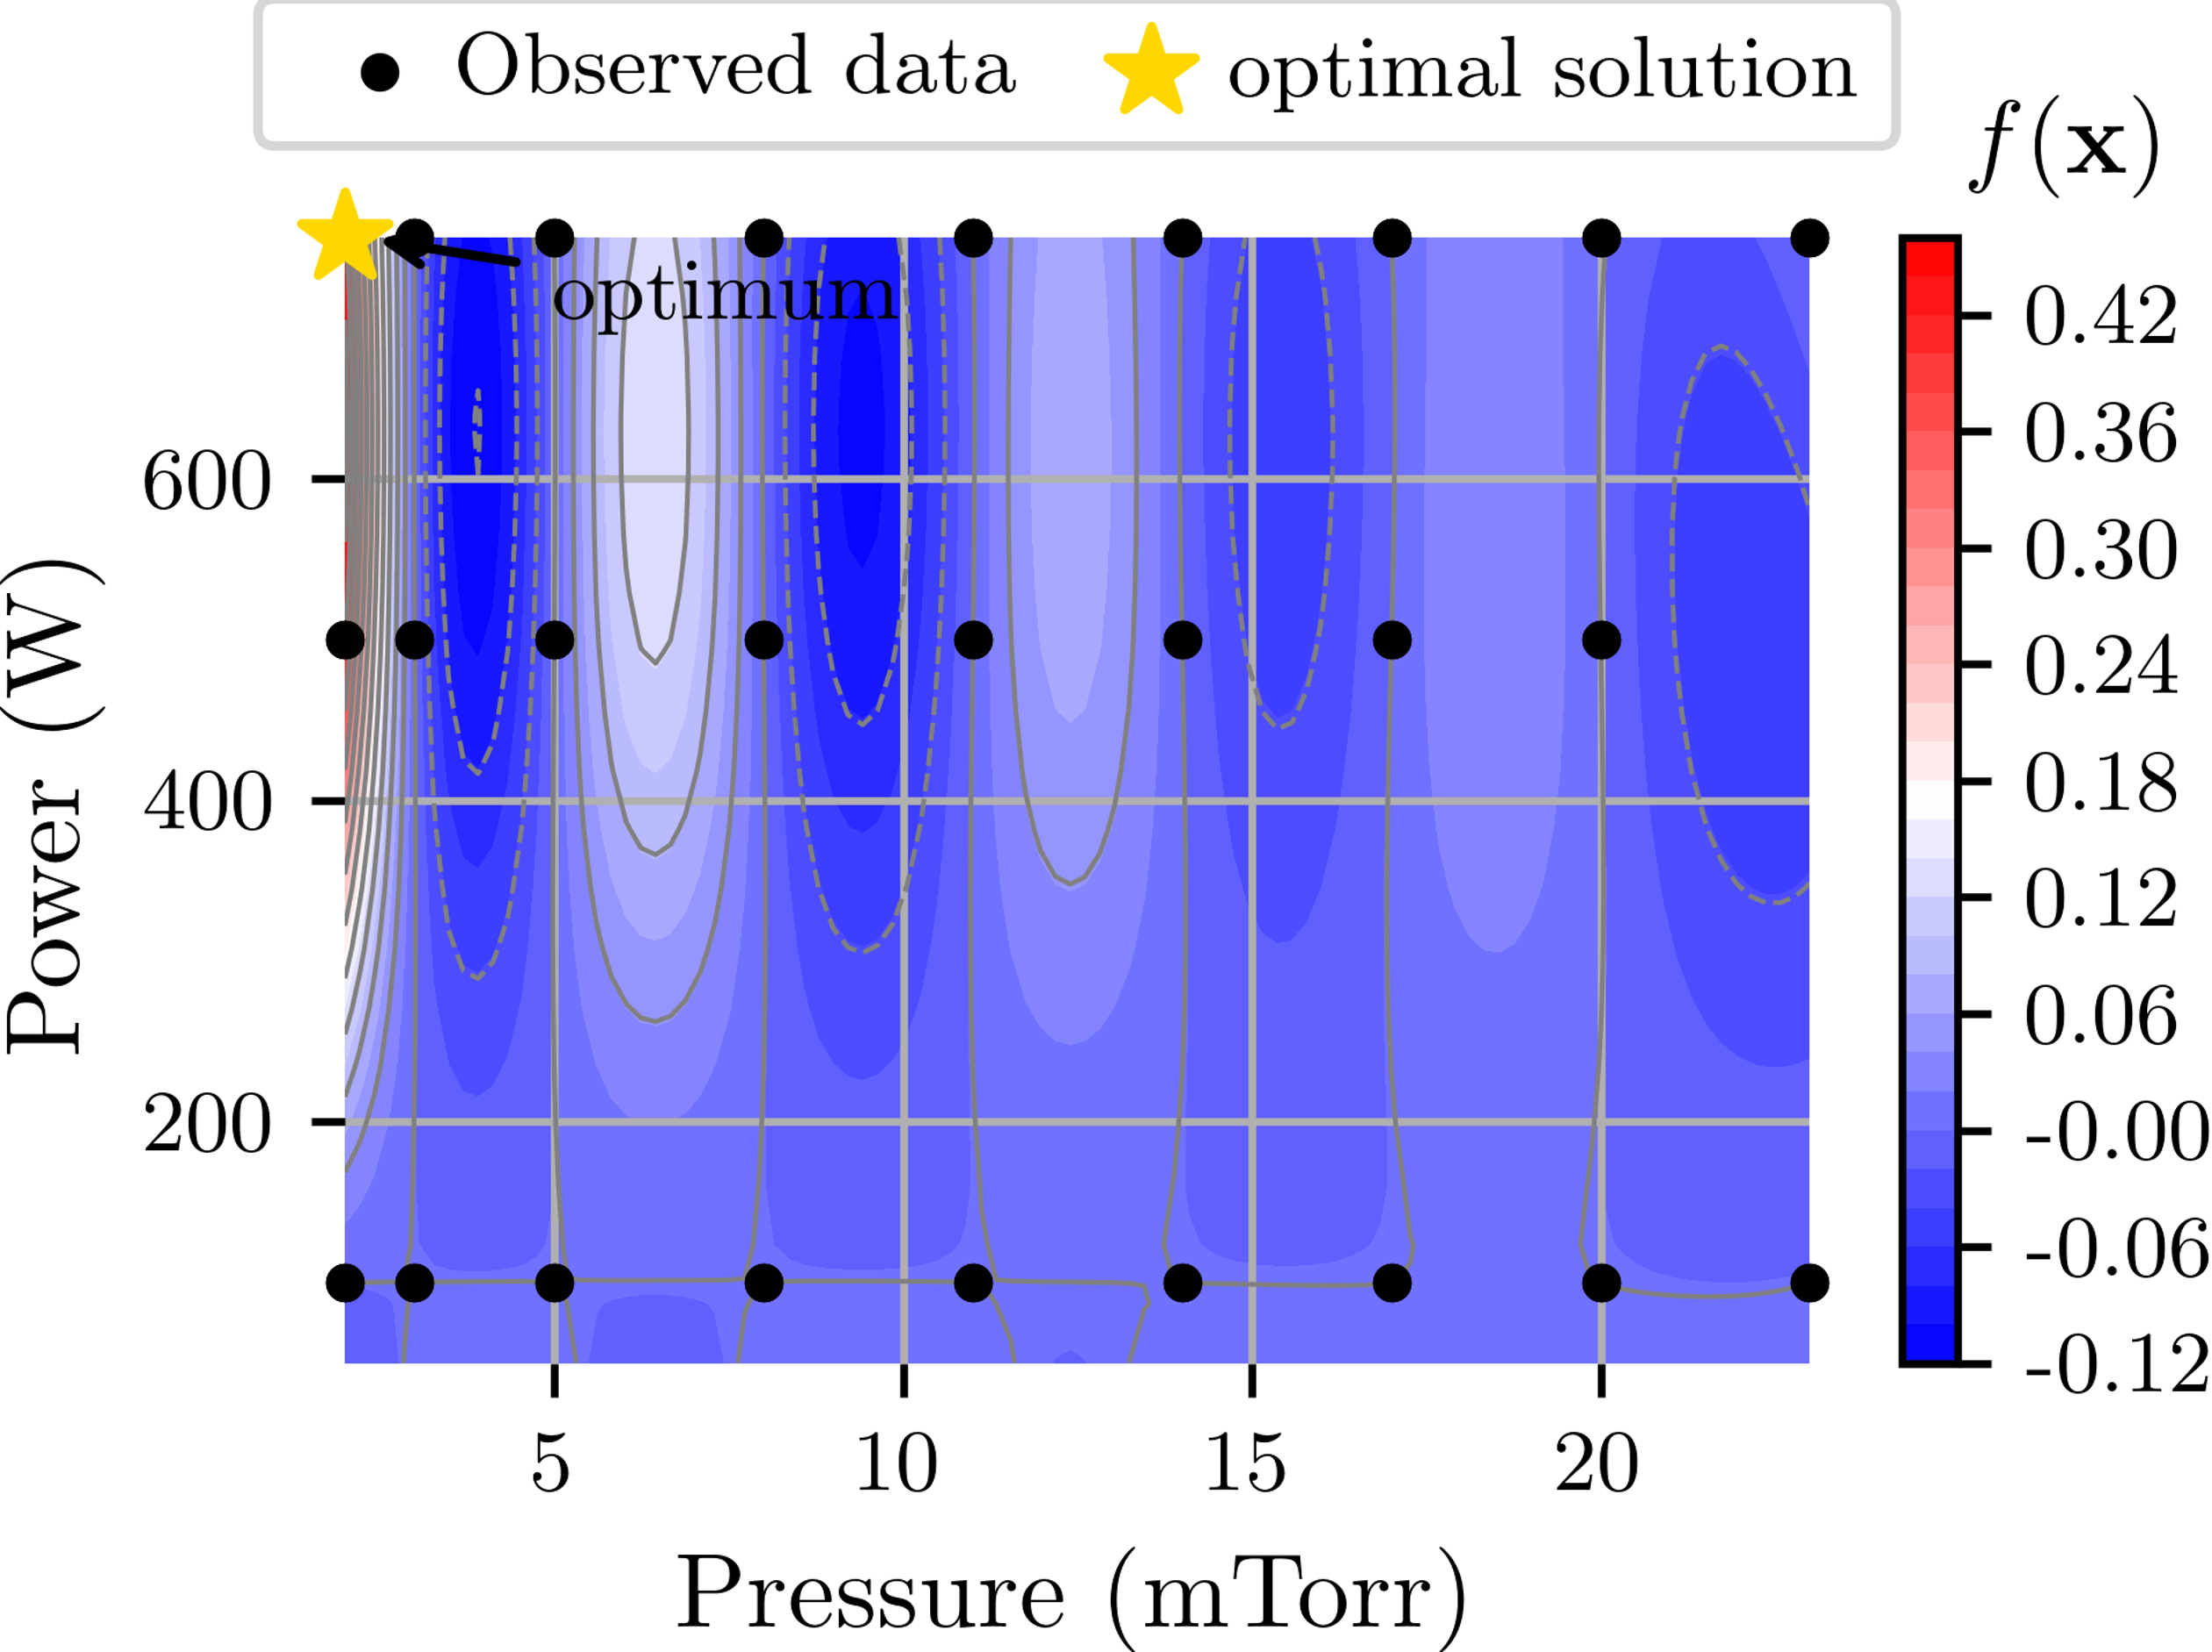 Observed data optimal solution
f(x)
optimum
0.42
0.36
0.30
0.24
0.18
0.12
0.06
-0.00
-0.06
-0.12
Power (W)
600
400
200
5 10 15 20
Pressure (mTorr)